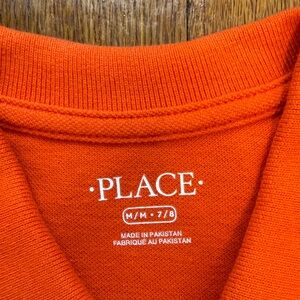 ·PLACE·
M/M • 7/8
MADE IN PAKISTAN
FABRIQUÉ AU PAKISTAN